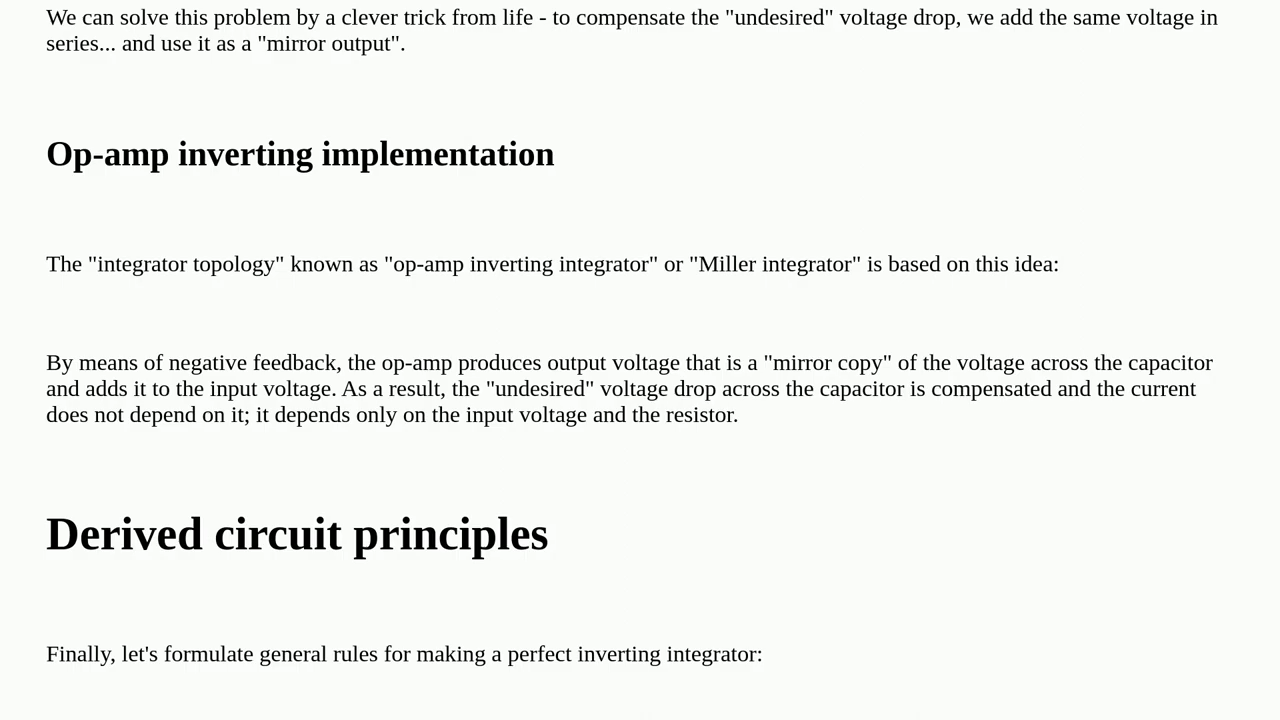 We can solve this problem by a clever trick from life - to compensate the "undesired" voltage drop, we add the same voltage in
series... and use it as a "mirror output".
Op-amp inverting implementation
The "integrator topology" known as "op-amp inverting integrator" or "Miller integrator" is based on this idea:
By means of negative feedback, the op-amp produces output voltage that is a "mirror copy" of the voltage across the capacitor
and adds it to the input voltage. As a result, the "undesired" voltage drop across the capacitor is compensated and the current
does not depend on it; it depends only on the input voltage and the resistor.
Derived circuit principles
Finally, let's formulate general rules for making a perfect inverting integrator: